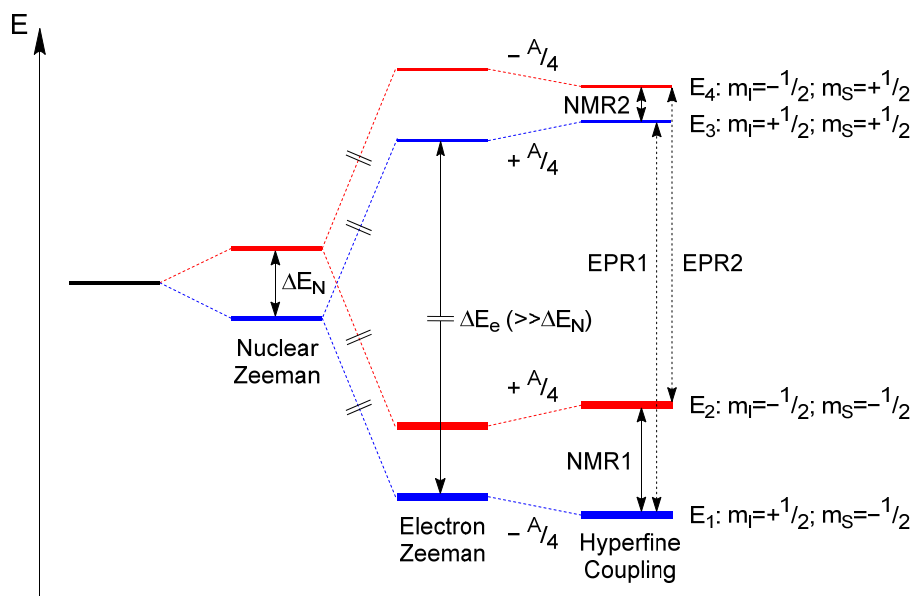 E
− A/4
E₄: mI=−1/2; mS=+1/2
NMR2
E₃: mI=+1/2; mS=+1/2
+ A/4
EPR1
EPR2
ΔEN
ΔEe (>>ΔEN)
Nuclear
Zeeman
+ A/4
E₂: mI=−1/2; mS=−1/2
NMR1
E₁: mI=+1/2; mS=−1/2
Electron
Zeeman
− A/4
Hyperfine
Coupling